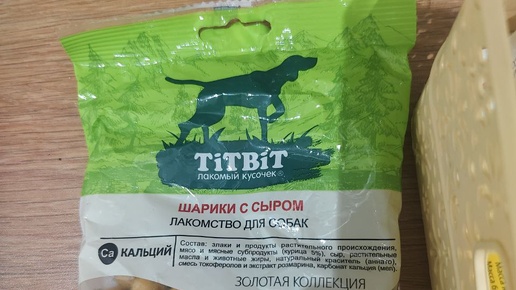 TiTBiT
лакомый кусочек®
ШАРИКИ С СЫРОМ
ЛАКОМСТВО ДЛЯ СОБАК
Ca КАЛЬЦИЙ
Состав: злаки и продукты растительного происхождения,
мясо и мясные субпродукты (курица 5%), сыр, растительные
масла и животные жиры, натуральный краситель (аннато),
смесь токоферолов и экстракт розмарина, карбонат кальция (мел).
ЗОЛОТАЯ КОЛЛЕКЦИЯ